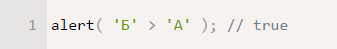 1 alert( 'Б' > 'А' ); // true